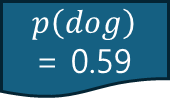 p(dog)
= 0.59